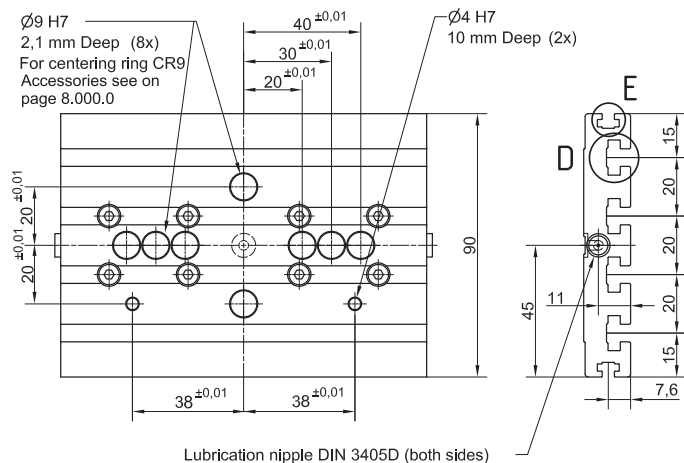 Ø9 H7
2,1 mm Deep (8x)
For centering ring CR9
Accessories see on
page 8.000.0
40±0,01
30±0,01
20±0,01
Ø4 H7
10 mm Deep (2x)
E
D
15
20
20
20
15
20±0,01
20±0,01
90
45
11
7,6
38±0,01
38±0,01
Lubrication nipple DIN 3405D (both sides)